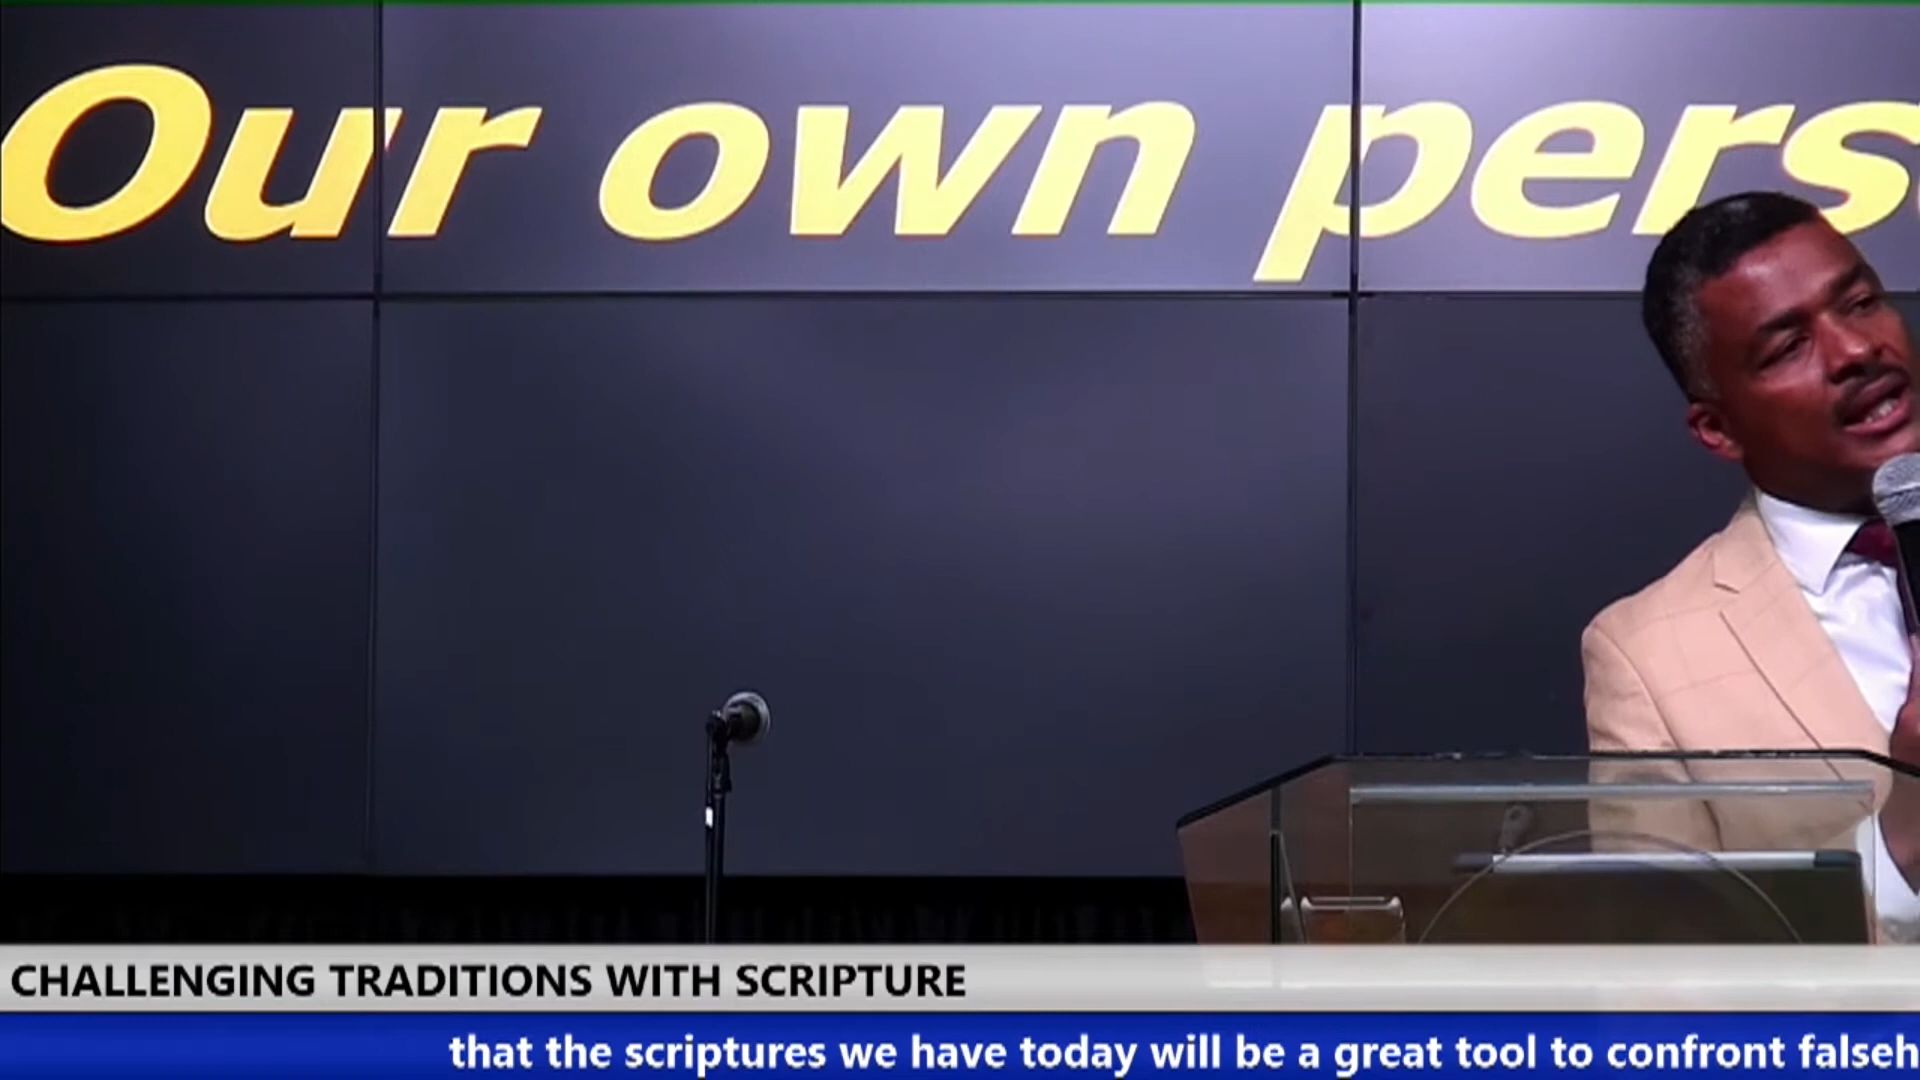 Our own pers
CHALLENGING TRADITIONS WITH SCRIPTURE
that the scriptures we have today will be a great tool to confront falseh